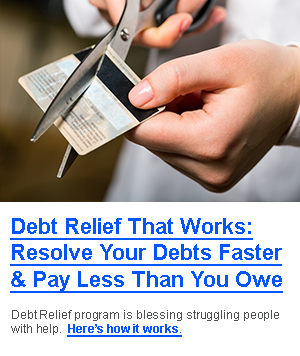 Debt Relief That Works:
Resolve Your Debts Faster
& Pay Less Than You Owe
Debt Relief program is blessing struggling people
with help. Here's how it works.